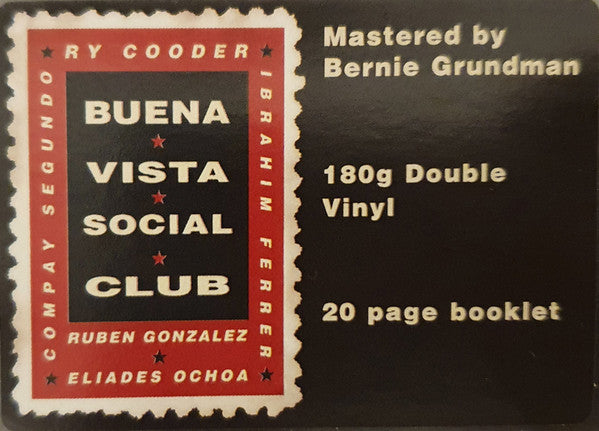 RY COODER
COMPAY SEGUNDO
IBRAHIM FERRER
BUENA
VISTA
SOCIAL
CLUB
RUBEN GONZALEZ
ELIADES OCHOA
Mastered by
Bernie Grundman
180g Double
Vinyl
20 page booklet